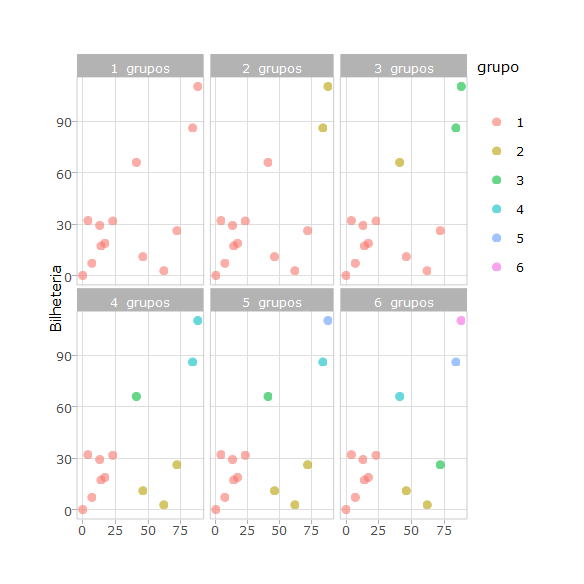 1 grupos
2 grupos
3 grupos
grupo
1
2
3
4
5
6
90
60
30
0
4 grupos
5 grupos
6 grupos
Bilheteria
90
60
30
0
0 25 50 75
0 25 50 75
0 25 50 75